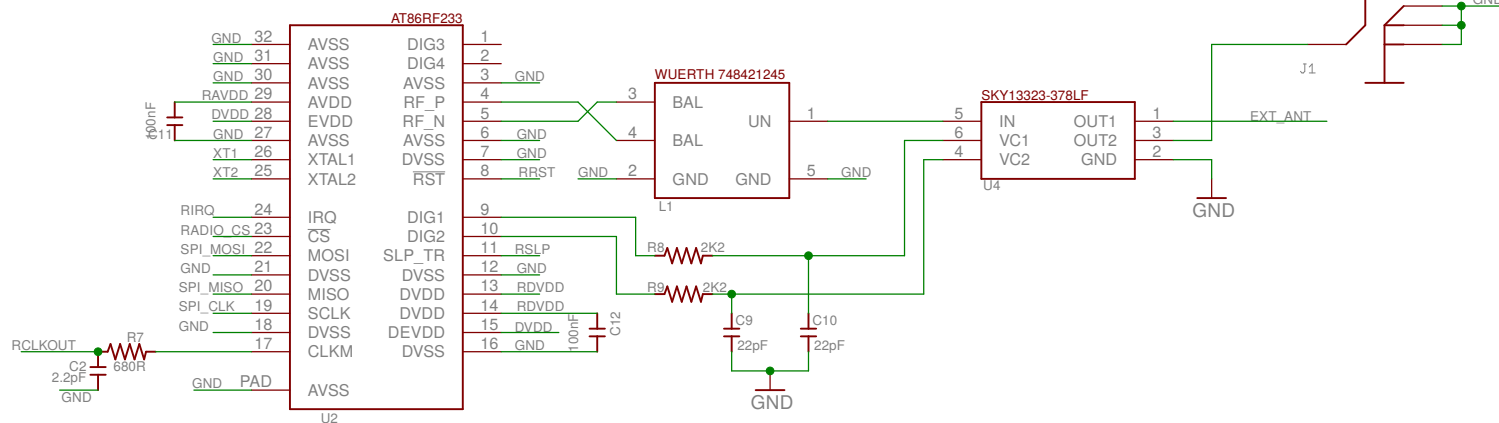 GND
AT86RF233
GND 32 AVSS DIG3 1
GND 31 AVSS DIG4 2
GND 30 AVSS AVSS 3 GND
RAVDD 29 AVDD RF_P 4
DVDD 28 EVDD RF_N 5
GND 27 AVSS AVSS 6 GND
XT1 26 XTAL1 DVSS 7 GND
XT2 25 XTAL2 RST 8 RRST
RIRQ 24 IRQ DIG1 9
RADIO_CS 23 CS DIG2 10
SPI_MOSI 22 MOSI SLP_TR 11 RSLP
GND 21 DVSS DVSS 12 GND
SPI_MISO 20 MISO DVDD 13 RDVDD
SPI_CLK 19 SCLK DVDD 14 RDVDD
GND 18 DVSS DEVDD 15 DVDD
17 CLKM DVSS 16 GND
GND PAD AVSS
U2
100nF
C11
RCLKOUT
R7
680R
C2
2.2pF
GND
100nF
C12
WUERTH 748421245
3 BAL
UN 1
4 BAL
GND 2 GND GND 5 GND
L1
R8 2K2
R9 2K2
C9
22pF
C10
22pF
GND
SKY13323-378LF
5 IN OUT1 1 EXT_ANT
6 VC1 OUT2 3
4 VC2 GND 2
U4
GND
J1